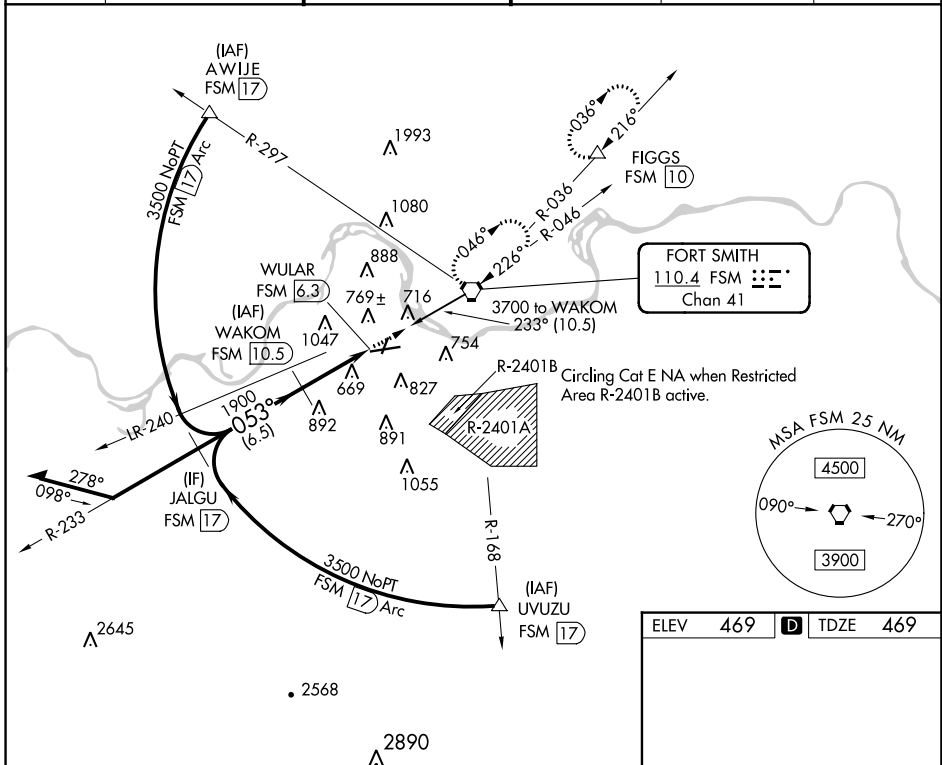 (IAF)
AWIJE
FSM 17
R-297
3500 NoPT
FSM 17 Arc
1993
1080
888
769±
716
036°
216°
FIGGS
FSM 10
R-036
R-046
046°
226°
FORT SMITH
110.4 FSM
Chan 41
WULAR
FSM 6.3
(IAF)
WAKOM
FSM 10.5
1047
3700 to WAKOM
233° (10.5)
754
669
827
R-2401B
Circling Cat E NA when Restricted
Area R-2401B active.
R-2401A
LR-240
1900
053°
(6.5)
892
891
1055
MSA FSM 25 NM
4500
090°
270°
3900
278°
098°
R-233
(IF)
JALGU
FSM 17
R-168
3500 NoPT
FSM 17 Arc
(IAF)
UVUZU
FSM 17
2645
2568
2890
ELEV 469 D TDZE 469